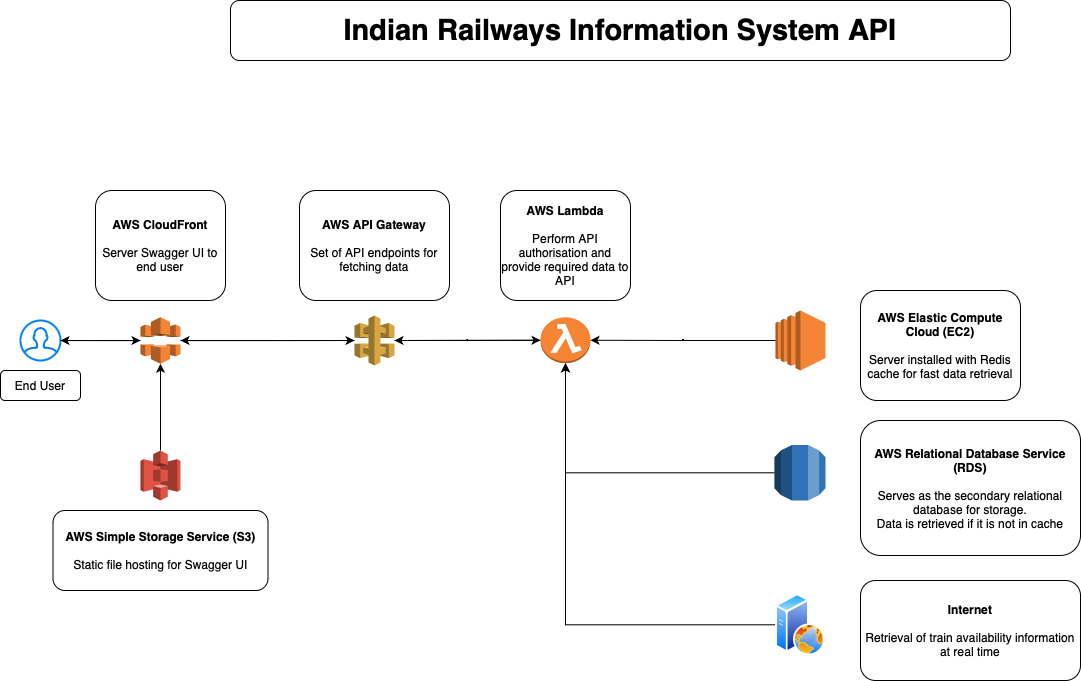 Indian Railways Information System API
AWS CloudFront
Server Swagger UI to
end user
AWS API Gateway
Set of API endpoints for
fetching data
AWS Lambda
Perform API
authorisation and
provide required data to
API
End User
AWS Elastic Compute
Cloud (EC2)
Server installed with Redis
cache for fast data retrieval
AWS Relational Database Service
(RDS)
Serves as the secondary relational
database for storage.
Data is retrieved if it is not in cache
AWS Simple Storage Service (S3)
Static file hosting for Swagger UI
Internet
Retrieval of train availability information
at real time